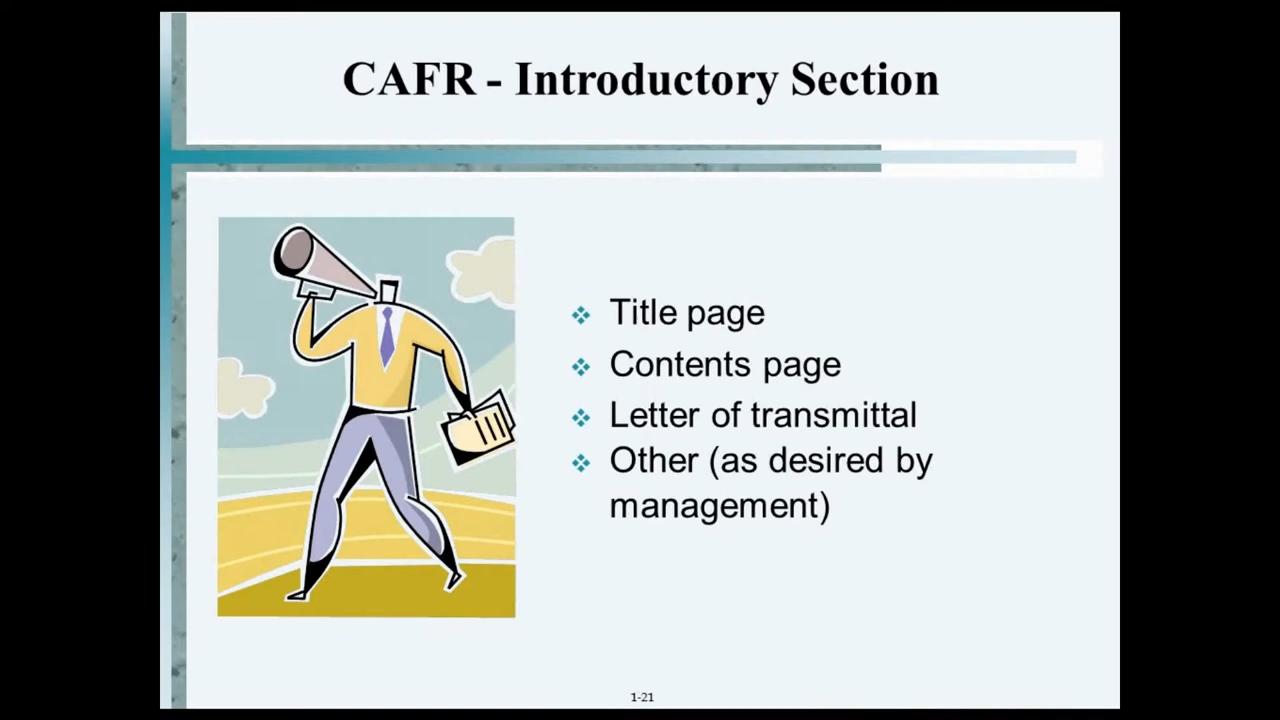 CAFR - Introductory Section
Title page
Contents page
Letter of transmittal
Other (as desired by
management)
1-21